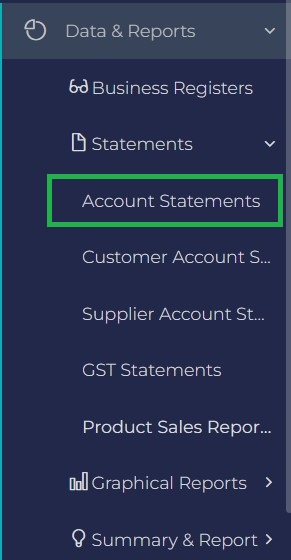 Data & Reports
Business Registers
Statements
Account Statements
Customer Account S...
Supplier Account St...
GST Statements
Product Sales Repor...
Graphical Reports
Summary & Report